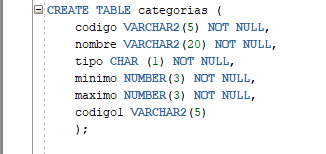 CREATE TABLE categorias (
codigo VARCHAR2(5) NOT NULL,
nombre VARCHAR2(20) NOT NULL,
tipo CHAR (1) NOT NULL,
minimo NUMBER(3) NOT NULL,
maximo NUMBER(3) NOT NULL,
codigo1 VARCHAR2(5)
);